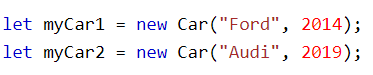 let myCar1 = new Car("Ford", 2014);
let myCar2 = new Car("Audi", 2019);